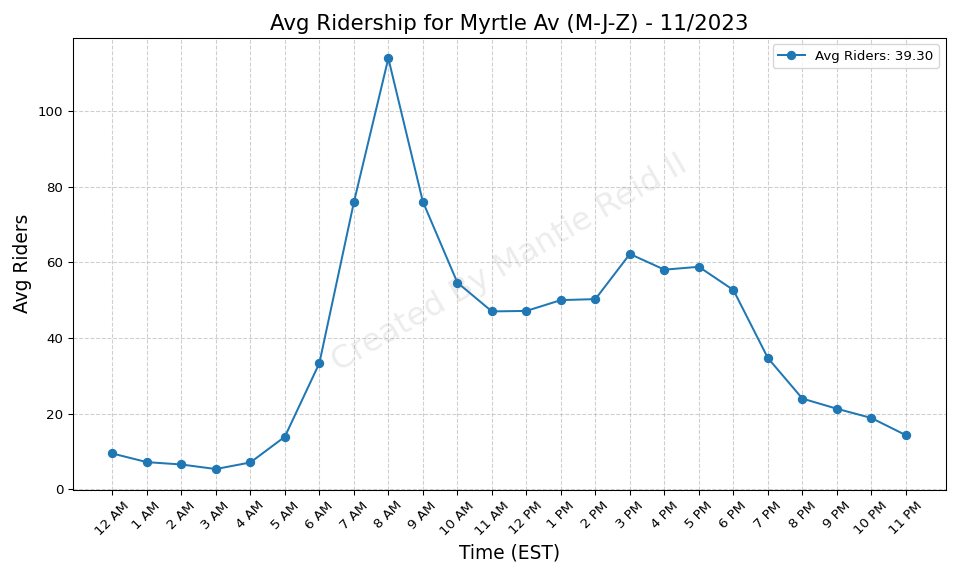 Avg Ridership for Myrtle Av (M-J-Z) - 11/2023
Avg Riders: 39.30
Avg Riders
100
80
60
40
20
0
Created By Mantle Reid II
12 AM
1 AM
2 AM
3 AM
4 AM
5 AM
6 AM
7 AM
8 AM
9 AM
10 AM
11 AM
12 PM
1 PM
2 PM
3 PM
4 PM
5 PM
6 PM
7 PM
8 PM
9 PM
10 PM
11 PM
Time (EST)